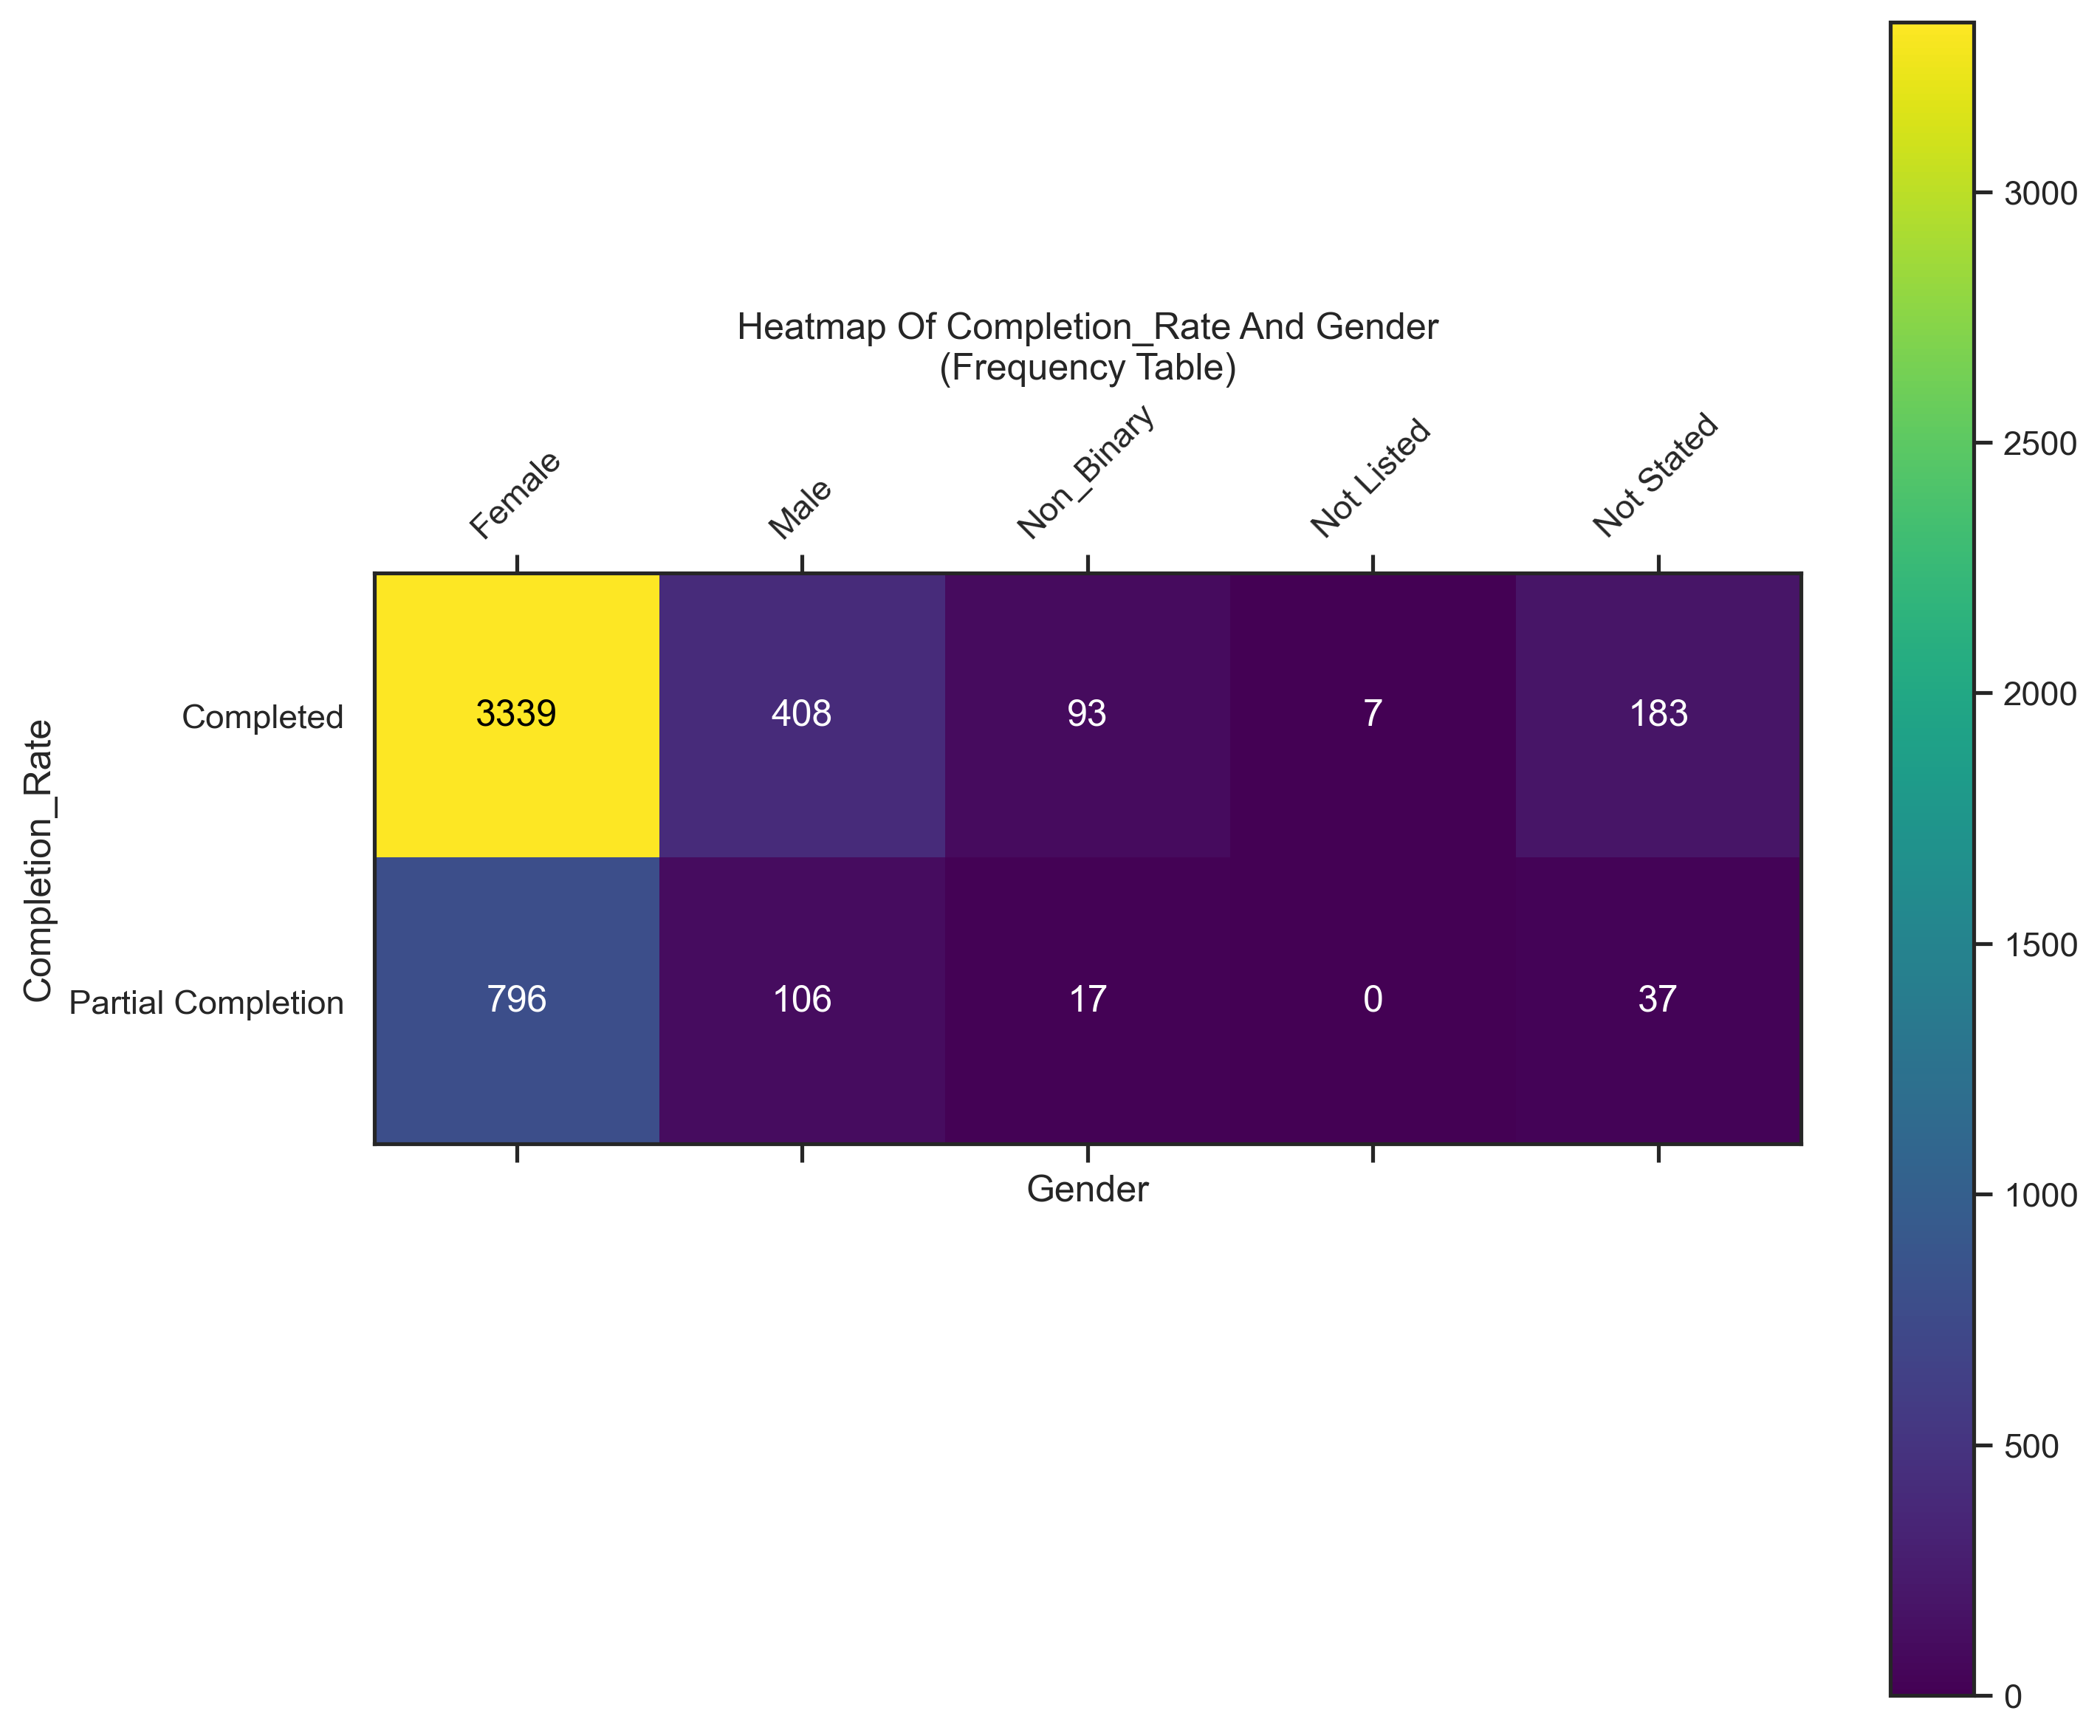 Heatmap Of Completion_Rate And Gender
(Frequency Table)
Female
Male
Non_Binary
Not Listed
Not Stated
Completion_Rate
Completed
3339
408
93
7
183
Partial Completion
796
106
17
0
37
Gender
3000
2500
2000
1500
1000
500
0